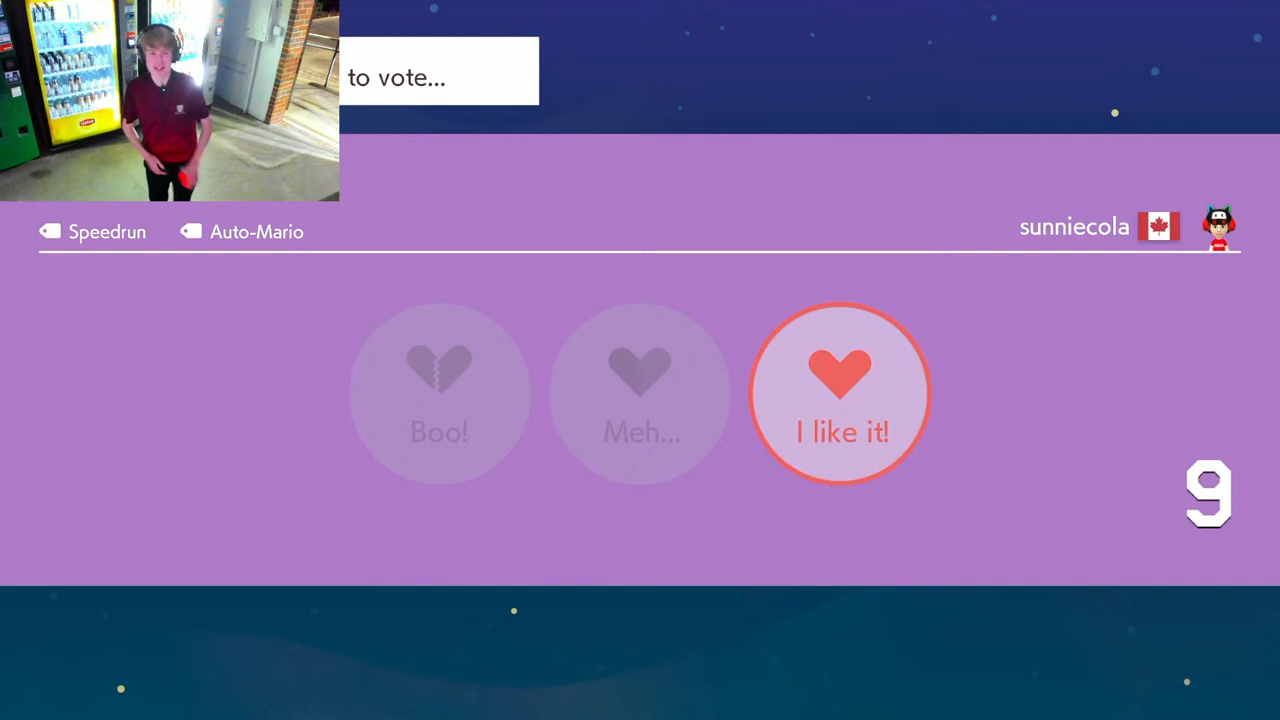 to vote...
Speedrun
Auto-Mario
sunniecola
Boo!
Meh...
I like it!
9